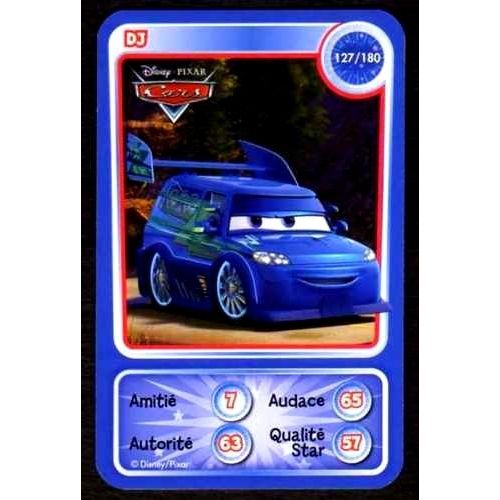 DJ
127/180
Disney PIXAR
Cars
Amitié 7
Audace 65
Autorité 63
Qualité Star 57
© Disney/Pixar